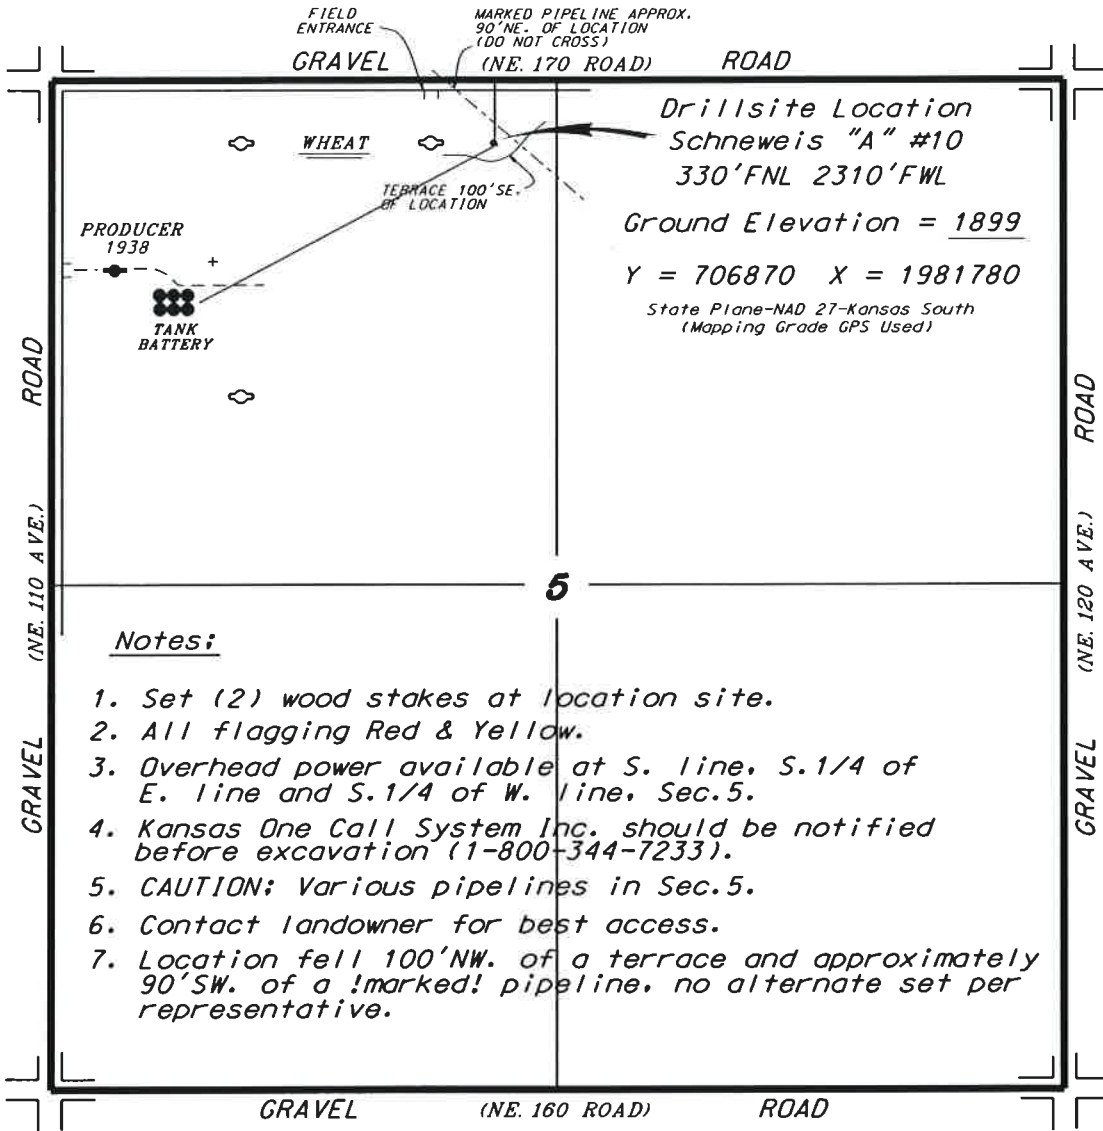 FIELD
ENTRANCE
MARKED PIPELINE APPROX.
90'NE. OF LOCATION
(DO NOT CROSS)
GRAVEL (NE. 170 ROAD) ROAD
Drillsite Location
Schneweis "A" #10
330'FNL 2310'FWL
Ground Elevation = 1899
Y = 706870 X = 1981780
State Plane-NAD 27-Kansas South
(Mapping Grade GPS Used)
WHEAT
TERRACE 100'SE.
OF LOCATION
PRODUCER
1938
TANK
BATTERY
GRAVEL (NE. 110 AVE.) ROAD
GRAVEL (NE. 120 AVE.) ROAD
5
Notes:
1. Set (2) wood stakes at location site.
2. All flagging Red & Yellow.
3. Overhead power available at S. line, S.1/4 of
E. line and S.1/4 of W. line, Sec.5.
4. Kansas One Call System Inc. should be notified
before excavation (1-800-344-7233).
5. CAUTION: Various pipelines in Sec.5.
6. Contact landowner for best access.
7. Location fell 100'NW. of a terrace and approximately
90'SW. of a !marked! pipeline, no alternate set per
representative.
GRAVEL (NE. 160 ROAD) ROAD